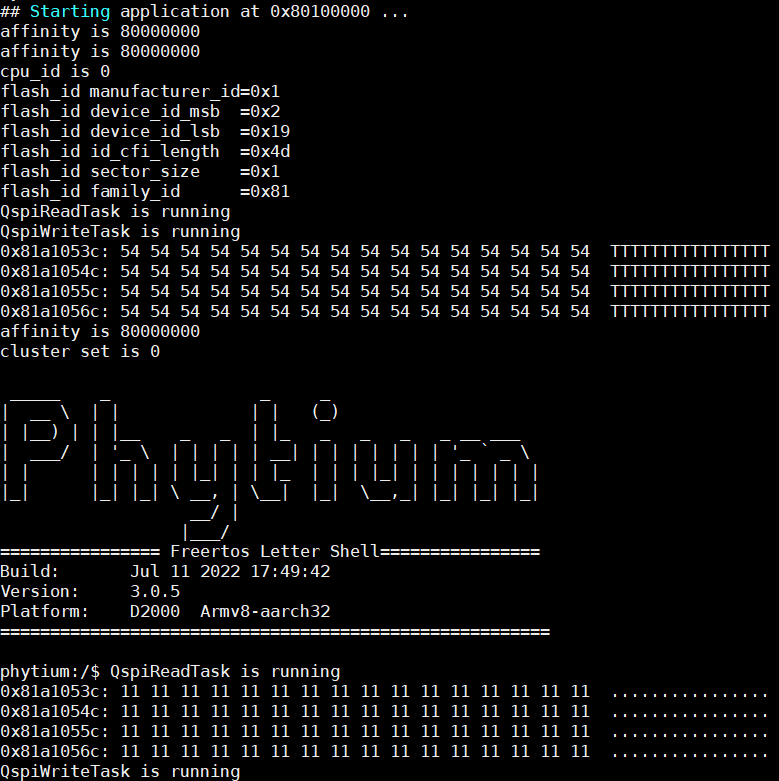 ## Starting application at 0x80100000 ...
affinity is 80000000
affinity is 80000000
cpu_id is 0
flash_id manufacturer_id=0x1
flash_id device_id_msb  =0x2
flash_id device_id_lsb  =0x19
flash_id id_cfi_length  =0x4d
flash_id sector_size    =0x1
flash_id family_id      =0x81
QspiReadTask is running
QspiWriteTask is running
0x81a1053c: 54 54 54 54 54 54 54 54 54 54 54 54 54 54 54 54  TTTTTTTTTTTTTTTT
0x81a1054c: 54 54 54 54 54 54 54 54 54 54 54 54 54 54 54 54  TTTTTTTTTTTTTTTT
0x81a1055c: 54 54 54 54 54 54 54 54 54 54 54 54 54 54 54 54  TTTTTTTTTTTTTTTT
0x81a1056c: 54 54 54 54 54 54 54 54 54 54 54 54 54 54 54 54  TTTTTTTTTTTTTTTT
affinity is 80000000
cluster set is 0
Phytium
================ Freertos Letter Shell================
Build:       Jul 11 2022 17:49:42
Version:     3.0.5
Platform:    D2000  Armv8-aarch32
=======================================================
phytium:/$ QspiReadTask is running
0x81a1053c: 11 11 11 11 11 11 11 11 11 11 11 11 11 11 11 11  ................
0x81a1054c: 11 11 11 11 11 11 11 11 11 11 11 11 11 11 11 11  ................
0x81a1055c: 11 11 11 11 11 11 11 11 11 11 11 11 11 11 11 11  ................
0x81a1056c: 11 11 11 11 11 11 11 11 11 11 11 11 11 11 11 11  ................
QspiWriteTask is running